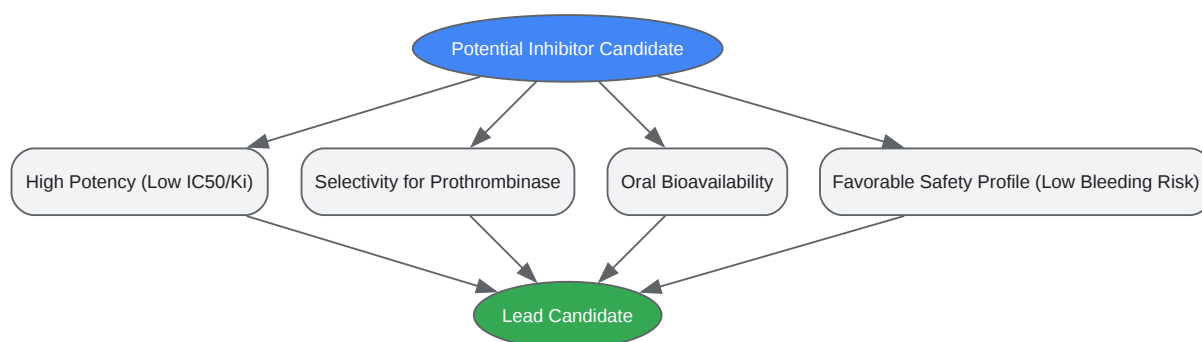 Potential Inhibitor Candidate
High Potency (Low IC50/Ki)
Selectivity for Prothrombinase
Oral Bioavailability
Favorable Safety Profile (Low Bleeding Risk)
Lead Candidate